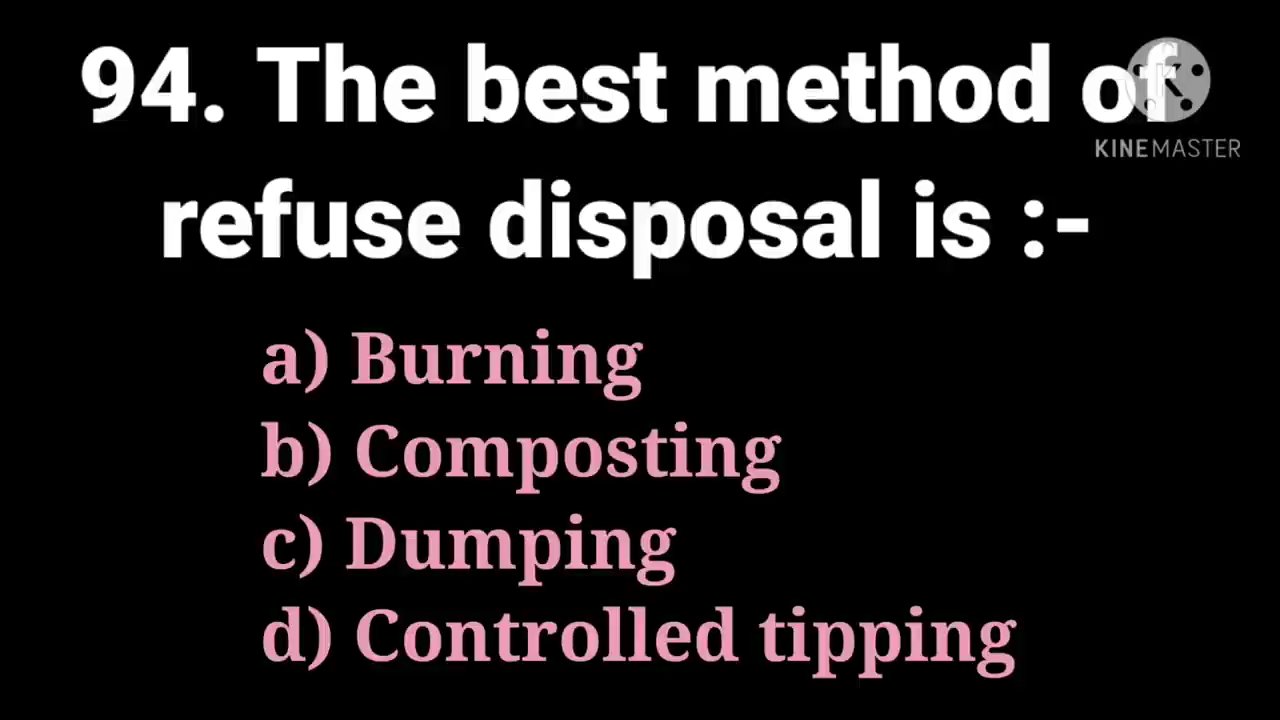 94. The best method of
KINEMASTER
refuse disposal is :-
a) Burning
b) Composting
c) Dumping
d) Controlled tipping